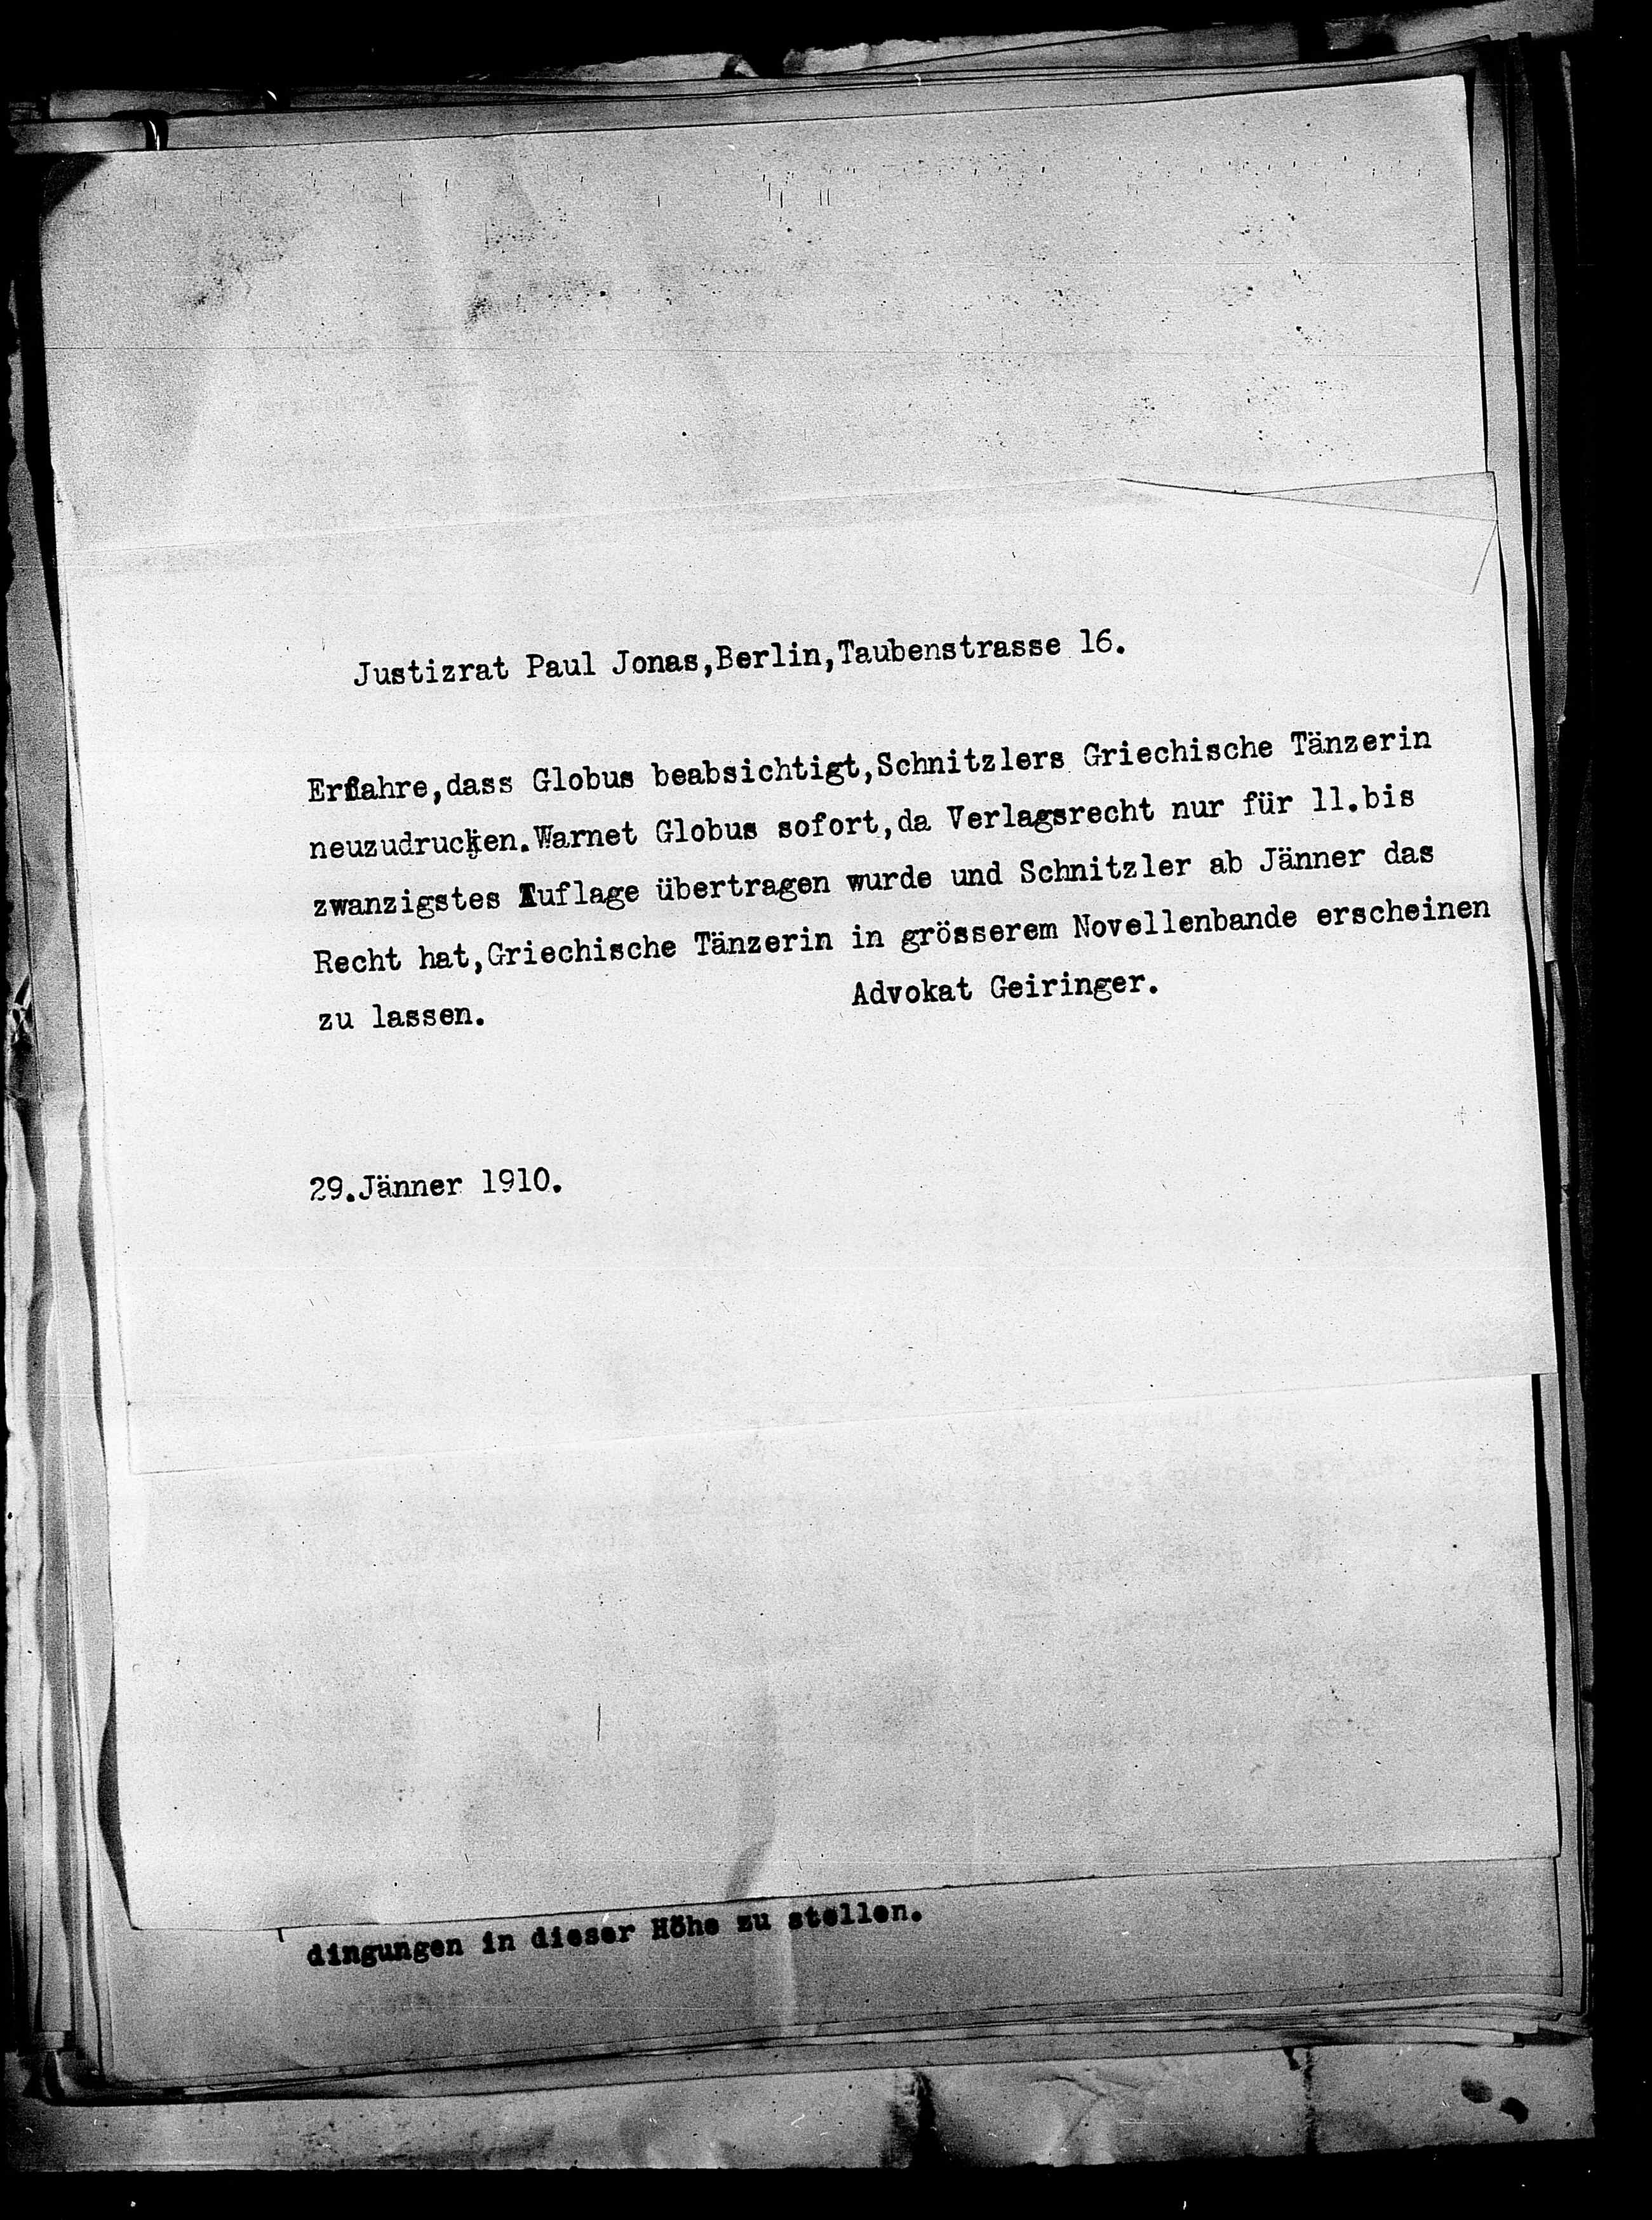 Justizrat Paul Jonas,Berlin,Taubenstrasse 16.
Erfahre,dass Globus beabsichtigt,Schnitzlers Griechische Tänzerin
neuzudrucken.Warnet Globus sofort,da Verlagsrecht nur für 11.bis
zwanzigstes Auflage übertragen wurde und Schnitzler ab Jänner das
Recht hat,Griechische Tänzerin in grösserem Novellenbande erscheinen
zu lassen.
Advokat Geiringer.
29.Jänner 1910.
dingungen in dieser Höhe zu stellen.